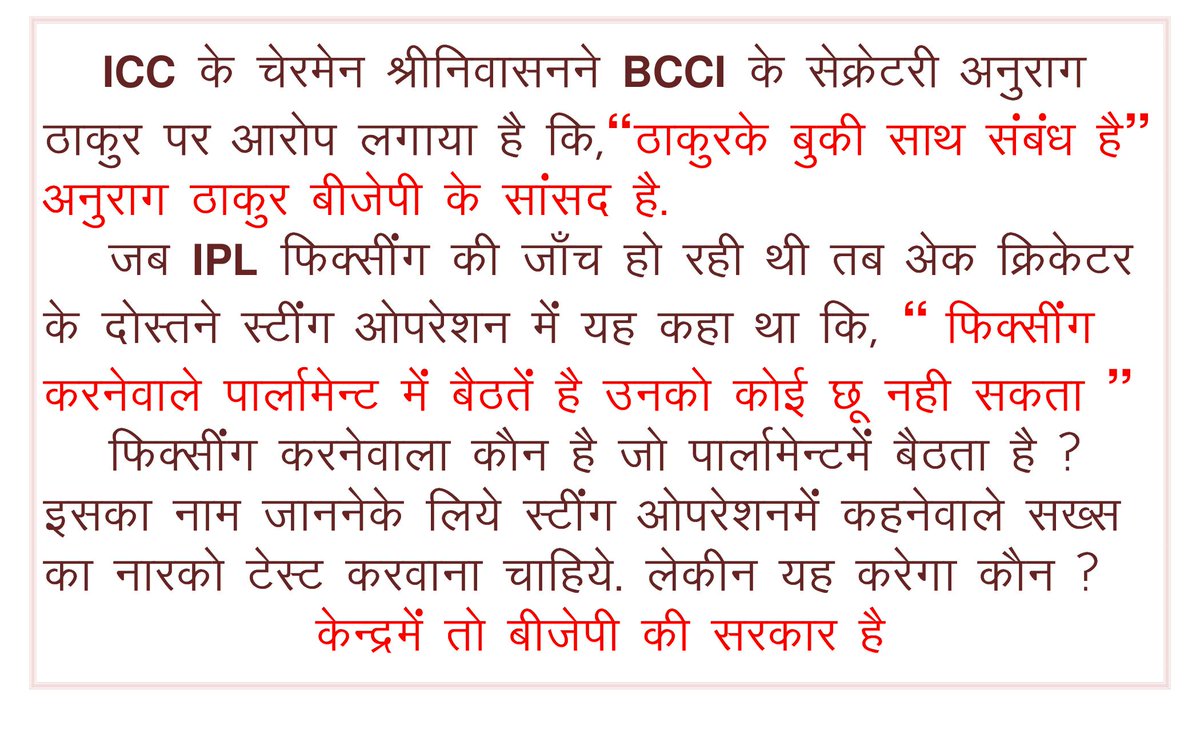 ICC के चेरमेन श्रीनिवासनने BCCI के सेक्रेटरी अनुराग
ठाकुर पर आरोप लगाया है कि,“ठाकुरके बुकी साथ संबंध है”
अनुराग ठाकुर बीजेपी के सांसद है.
जब IPL फिक्सींग की जाँच हो रही थी तब अेक क्रिकेटर
के दोस्तने स्टींग ओपरेशन में यह कहा था कि, “ फिक्सींग
करनेवाले पार्लामेन्ट में बैठतें है उनको कोई छू नही सकता ”
फिक्सींग करनेवाला कौन है जो पार्लामेन्टमें बैठता है ?
इसका नाम जाननेके लिये स्टींग ओपरेशनमें कहनेवाले सख्स
का नारको टेस्ट करवाना चाहिये. लेकीन यह करेगा कौन ?
केन्द्रमें तो बीजेपी की सरकार है